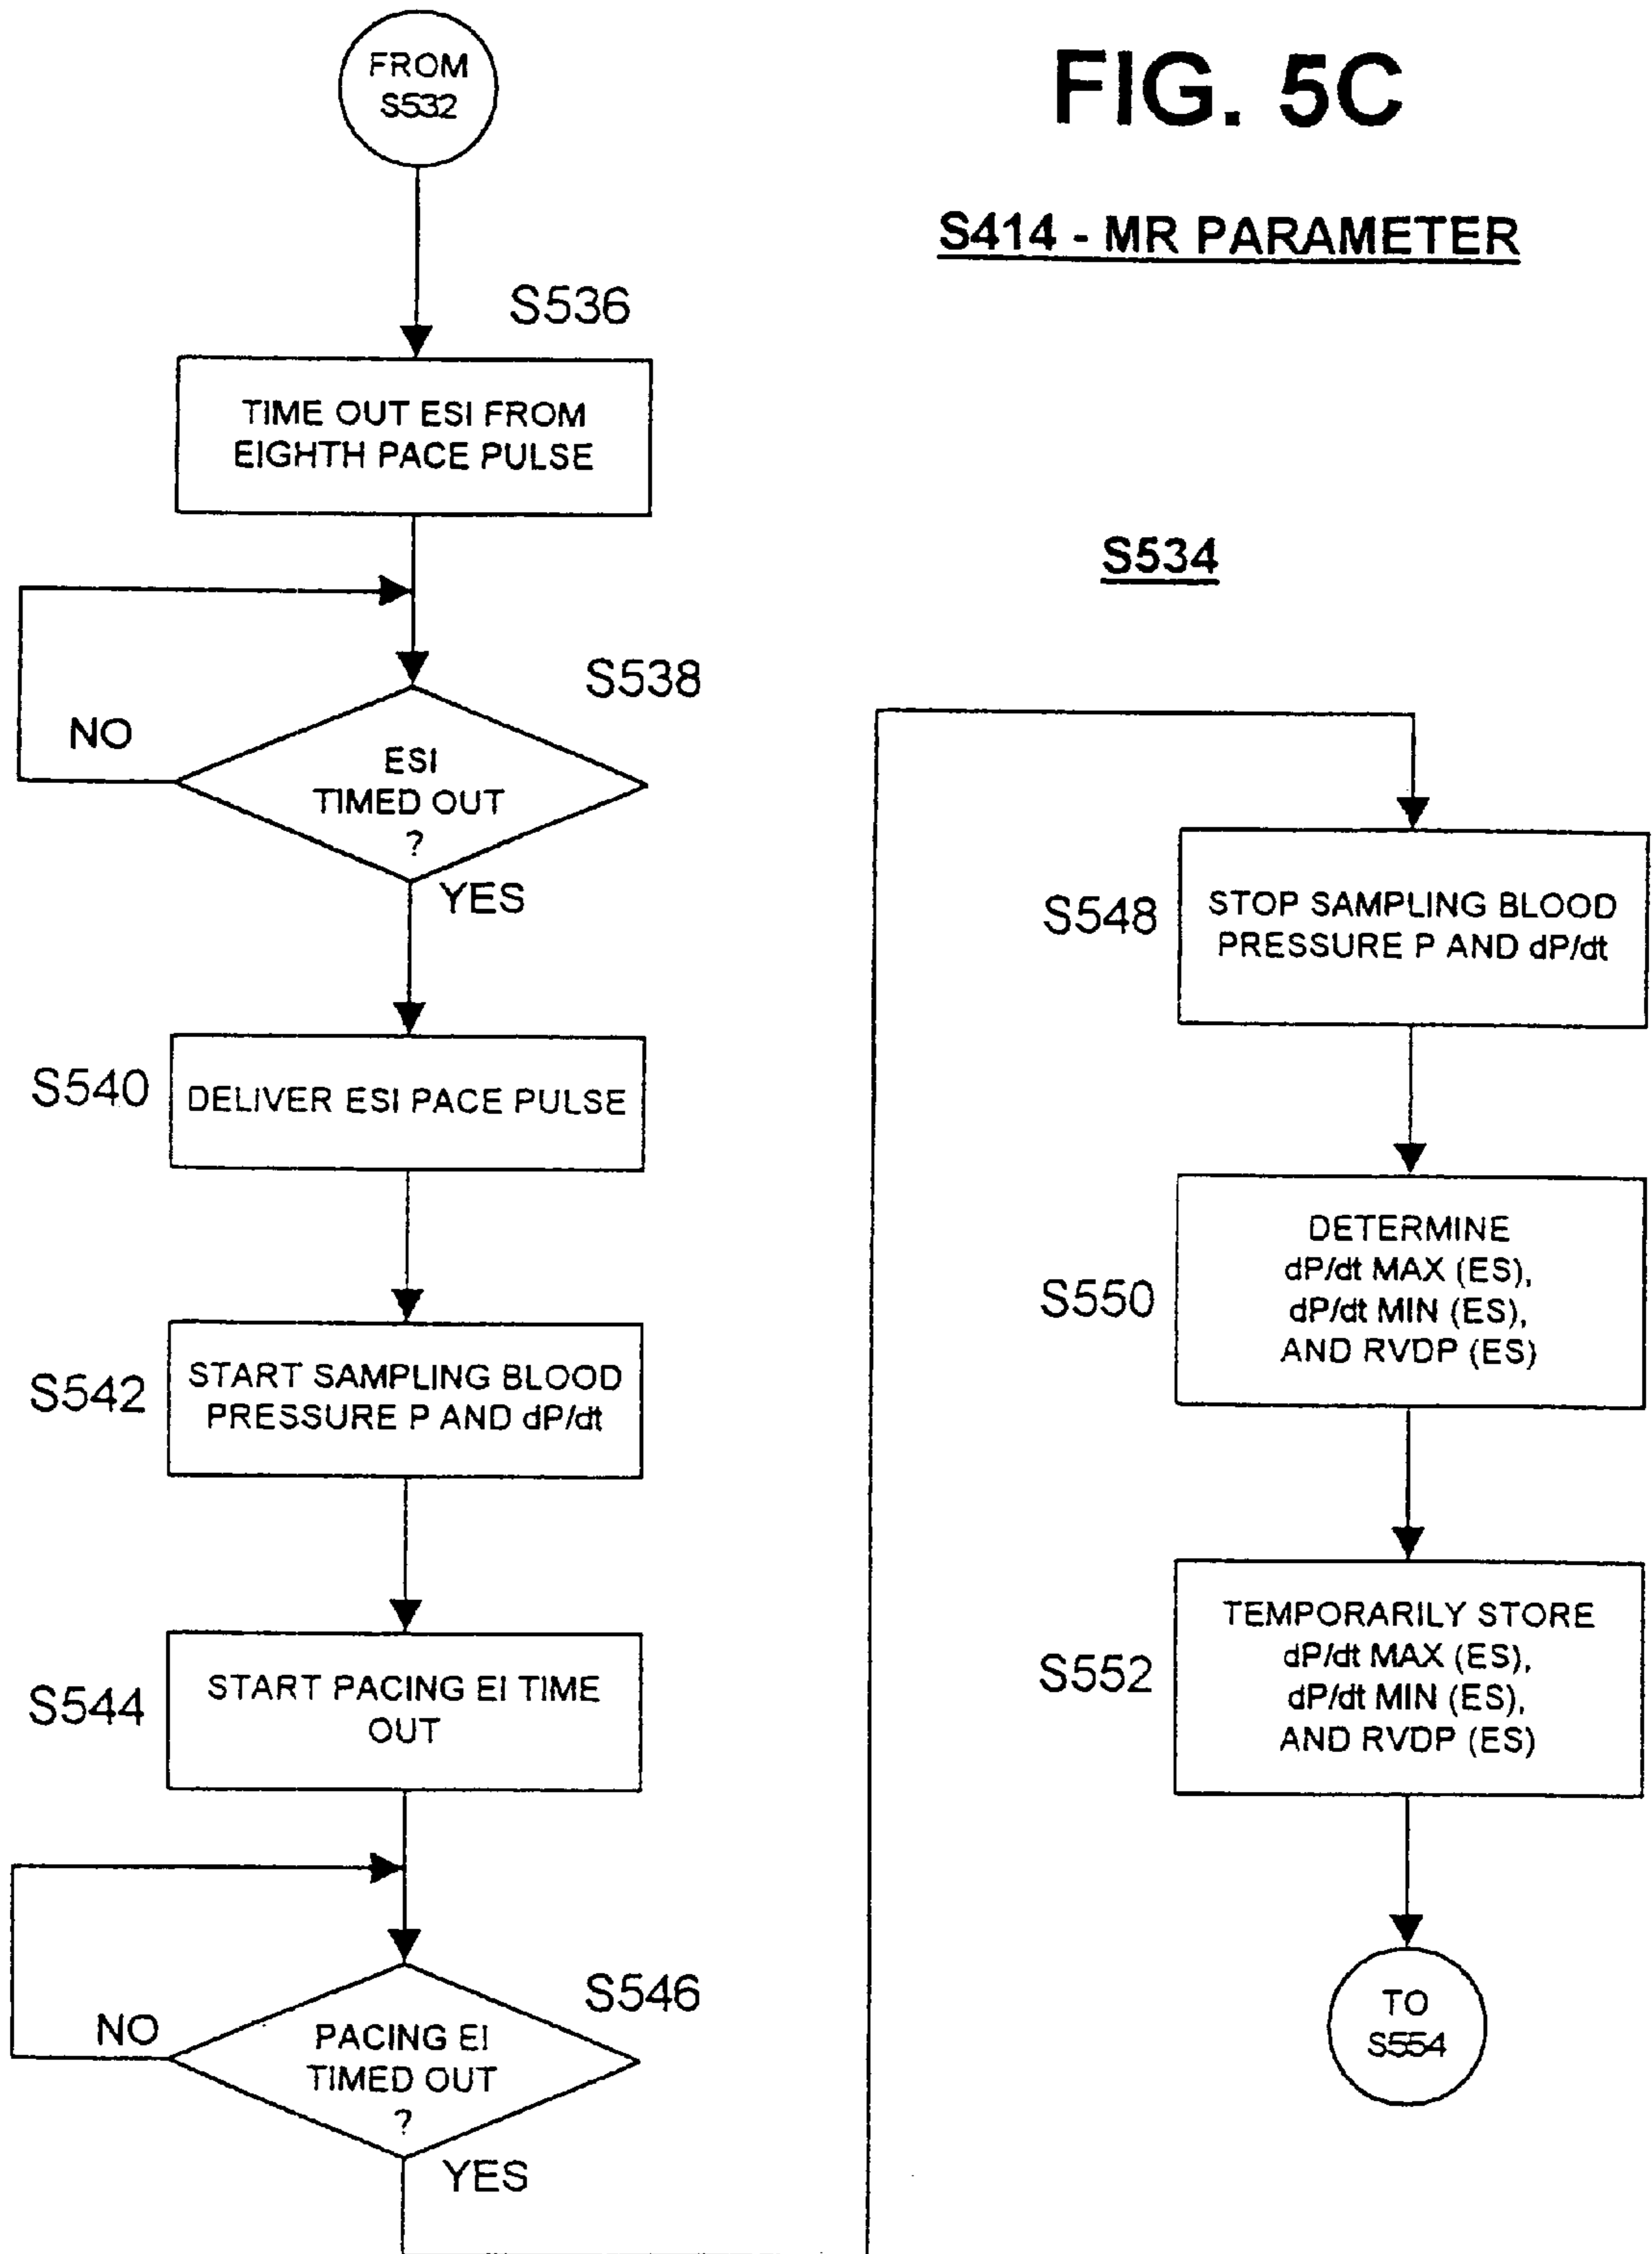 FIG. 5C
S414 - MR PARAMETER
S534
FROM
S532
S536
TIME OUT ESI FROM
EIGHTH PACE PULSE
S538
ESI
TIMED OUT
?
NO
YES
S540
DELIVER ESI PACE PULSE
S542
START SAMPLING BLOOD
PRESSURE P AND dP/dt
S544
START PACING EI TIME
OUT
S546
PACING EI
TIMED OUT
?
NO
YES
S548
STOP SAMPLING BLOOD
PRESSURE P AND dP/dt
S550
DETERMINE
dP/dt MAX (ES),
dP/dt MIN (ES),
AND RVDP (ES)
S552
TEMPORARILY STORE
dP/dt MAX (ES),
dP/dt MIN (ES),
AND RVDP (ES)
TO
S554